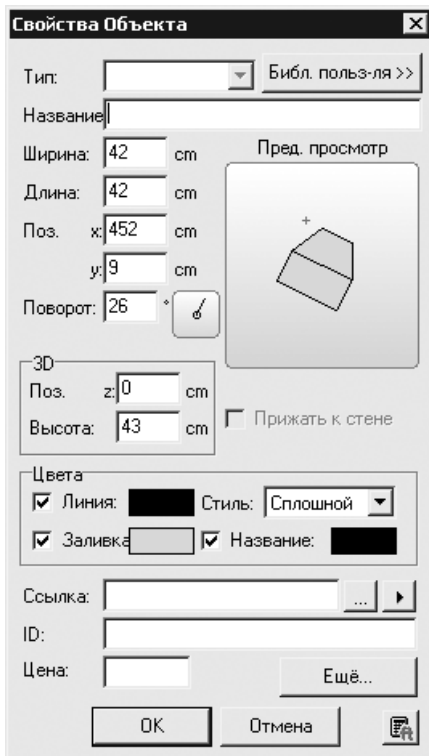 Свойства Объекта
Тип: Библ. польз-ля >>
Название
Ширина: 42 cm Пред. просмотр
Длина: 42 cm
Поз. x: 452 cm
y: 9 cm
Поворот: 26 °
3D
Поз. z: 0 cm
Высота: 43 cm Прижать к стене
Цвета
Линия: Стиль: Сплошной
Заливка Название:
Ссылка: ...
ID:
Цена: Ещё...
OK Отмена ft